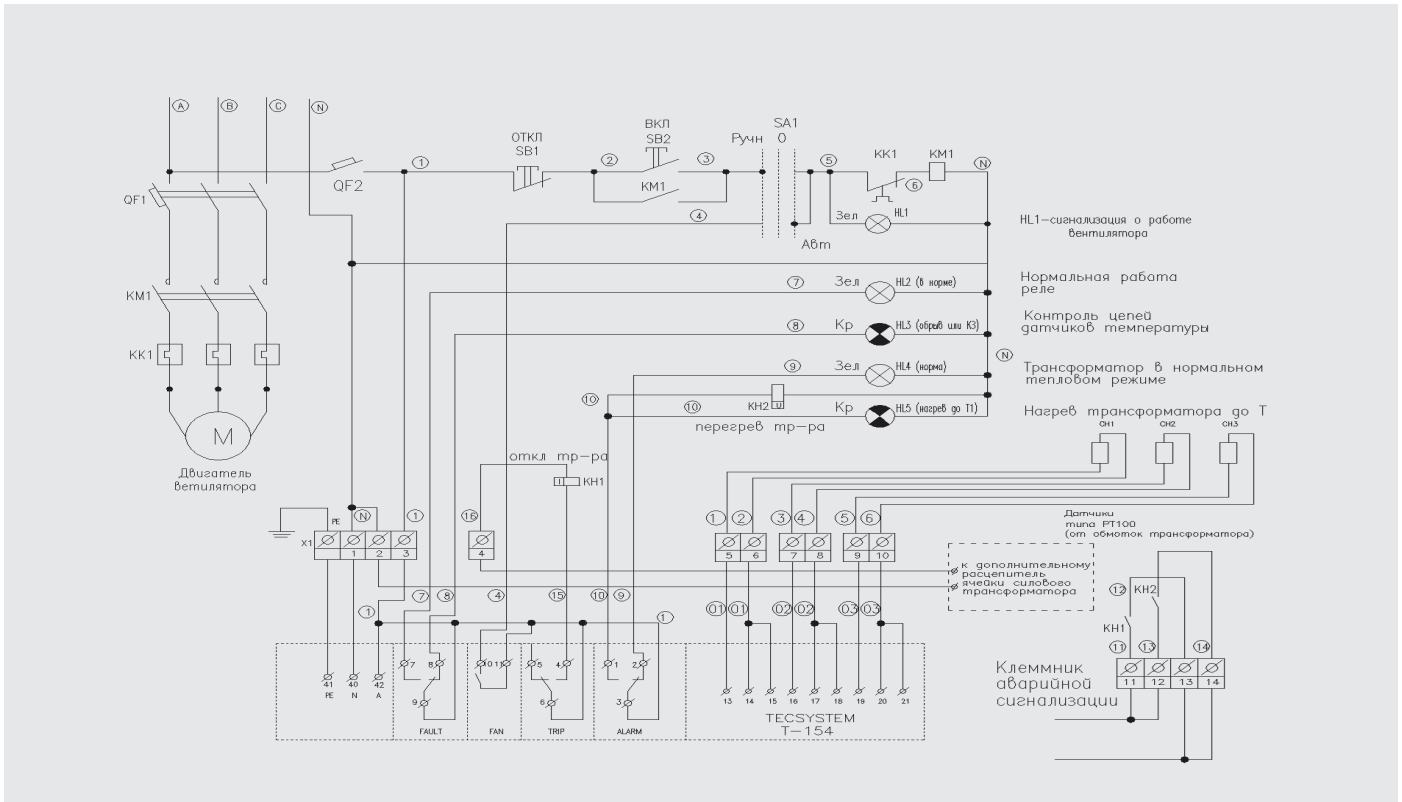 A B C N
ОТКЛ
SB1
ВКЛ
SB2
Ручн
SA1
0
Авт
QF1
QF2
1
2
3
KM1
4
5
KK1
KM1
6
N
Зел
HL1
HL1-сигнализация о работе
вентилятора
KM1
KK1
M
Двигатель
ветилятора
7
Зел
HL2 (в норме)
Нормальная работа
реле
8
Кр
HL3 (обрыв или КЗ)
Контроль цепей
датчиков температуры
N
9
Зел
HL4 (норма)
Трансформатор в нормальном
тепловом режиме
10
10
KH2
U
Кр
HL5 (нагрев до Т1)
перегрев тр-ра
Нагрев трансформатора до Т
CH1 CH2 CH3
откл тр-ра
I
KH1
PE
N
1
16
X1
1 2 3
4
1 2
3 4
5 6
5 6
7 8
9 10
Датчики
типа РТ100
(от обмоток трансформатора)
к дополнительному
расцепитель
ячейки силового
трансформатора
1
7 8
4
15
10 9
1
01 01
02 02
03 03
12
KH2
KH1
11 13 14
11 12 13 14
Клеммник
аварийной
сигнализации
41 40 42
PE N A
7 8
9
FAULT
10 11
FAN
5 4
6
TRIP
1 2
3
ALARM
13 14 15 16 17 18 19 20 21
TECSYSTEM
T-154